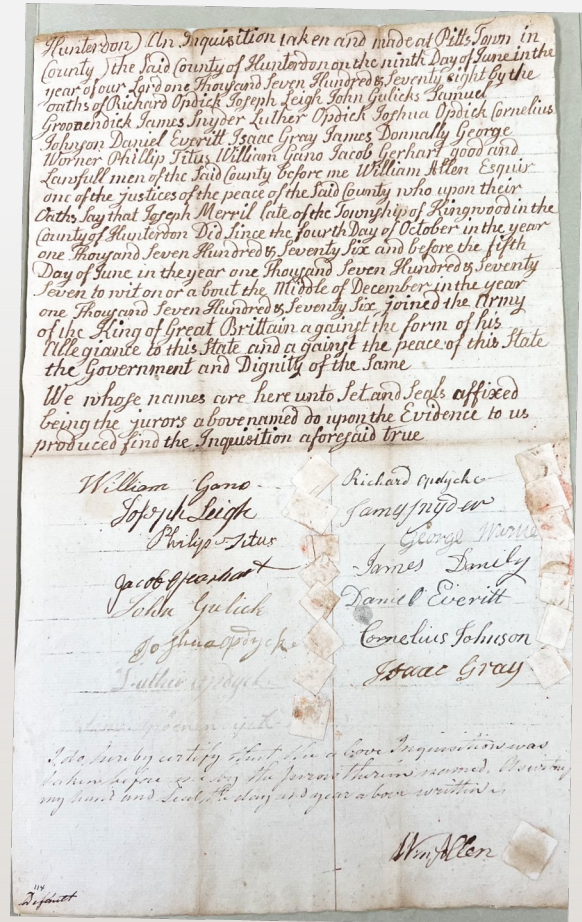 Hunterdon) An Inquisition taken and made at Pitts Town in
County ) the Said County of Hunterdon on the ninth Day of June in the
year of our Lord one Thousand Seven Hundred & Seventy eight by the
oaths of Richard Opdick Joseph Leigh John Gulicks Samuel
Groonendick James Snyder Luther Opdick Joshua Opdick Cornelius
Johnson Daniel Everitt Isaac Gray James Donnally George
Worner Phillip Titus William Gano Jacob Gerhart good and
Lawfull men of the Said County before me William Allen Esquir
one of the justices of the peace of the Said County who upon their
Oaths Say that Joseph Merril late of the Township of Kingwood in the
County of Hunterdon Did Since the fourth Day of October in the year
one Thousand Seven Hundred & Seventy Six and before the fifth
Day of June in the year one Thousand Seven Hundred & Seventy
Seven to wit on or a bout the Middle of December in the year
one Thousand Seven Hundred & Seventy Six joined the Army
of the King of Great Brittain a gainst the form of his
Allegiance to this State and a gainst the peace of this State
the Government and Dignity of the Same
We whose names are here unto Set and Seals affixed
being the jurors above named do upon the Evidence to us
produced find the Inquisition aforesaid true
William Gano
Joseph Leigh
Philip Titus
Jacob Gearhart
John Gulick
Joshua opdycke
Luther Opdyck
Richard Opdycke
Jamy Snyder
George Warne
James Danily
Daniel Everitt
Cornelius Johnson
Isaac Gray
I do hereby certify that the above Inquisition was
taken before me by the Jurors therein named. As witness
my hand and Seal, the day and year above written
Wm Allen
114